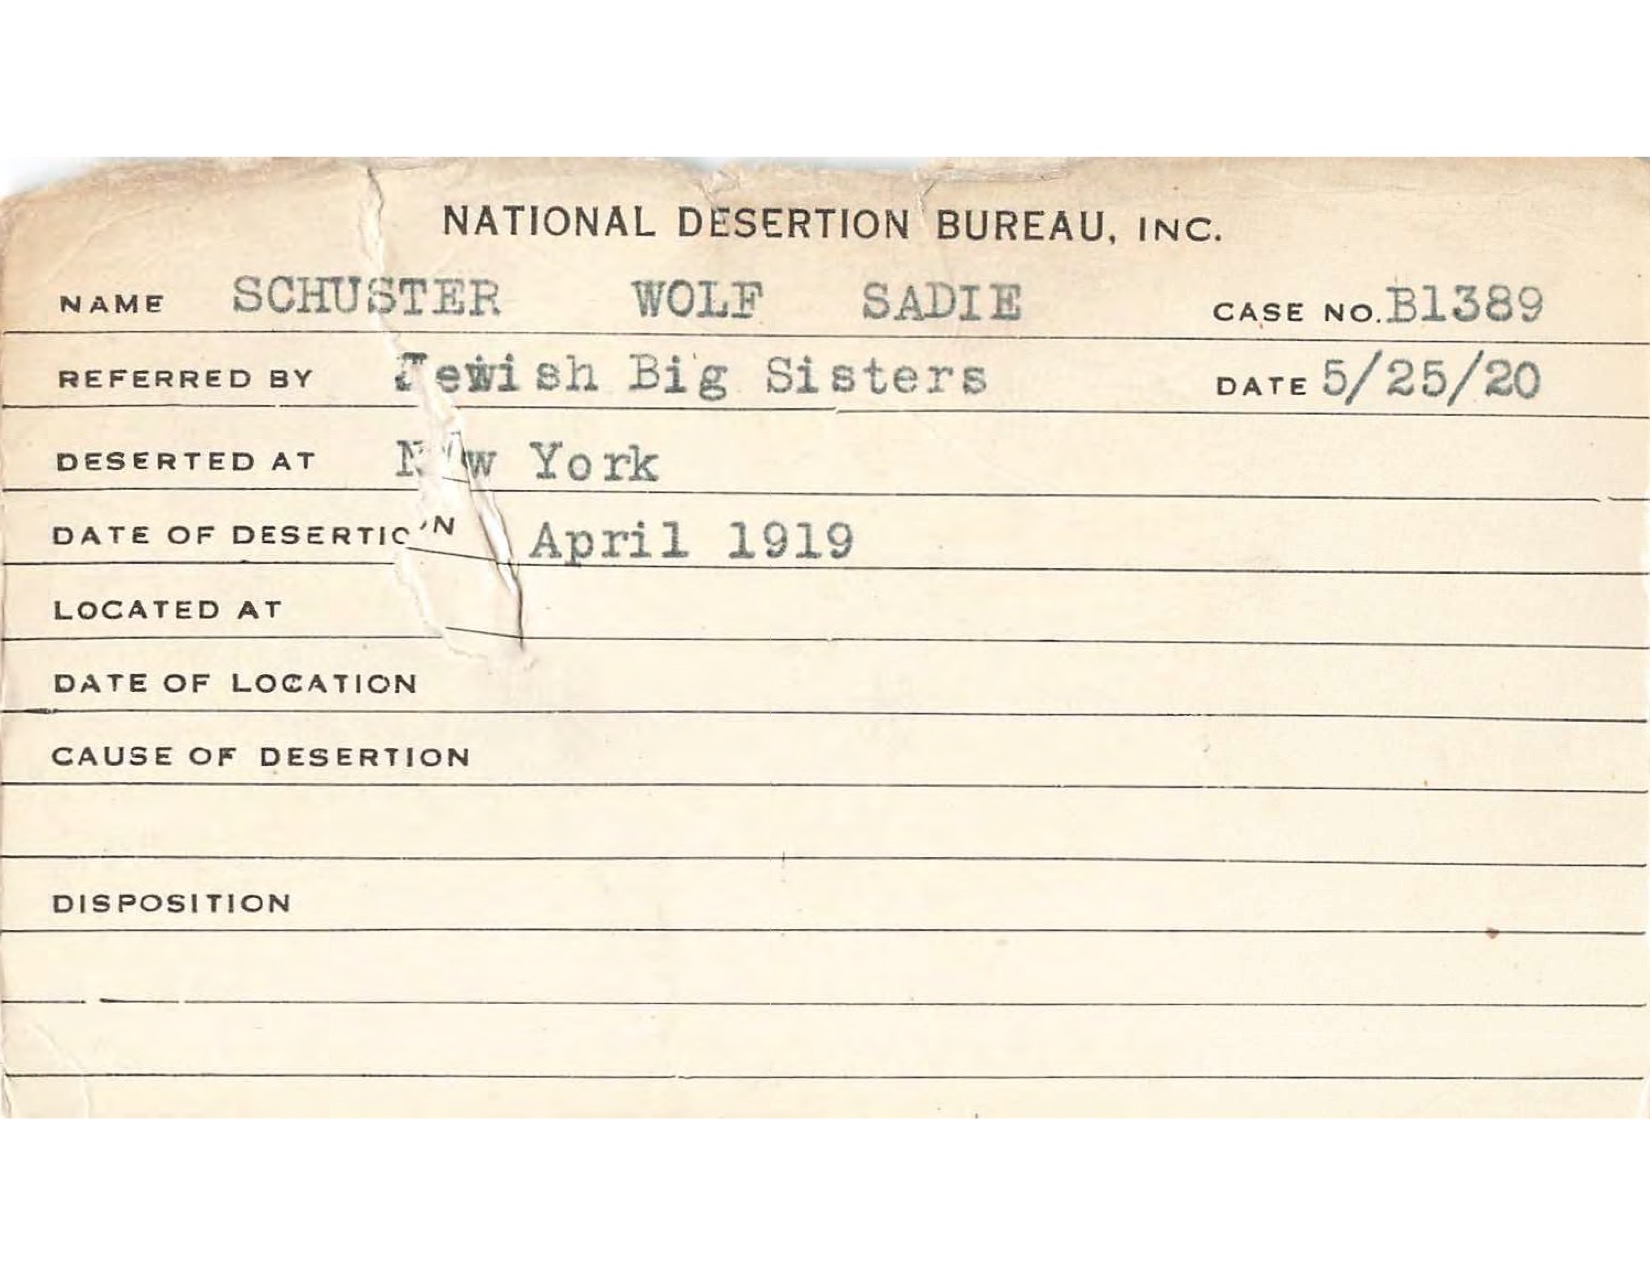 NATIONAL DESERTION BUREAU, INC.
NAME SCHUSTER WOLF SADIE CASE NO. B1389
REFERRED BY Jewish Big Sisters DATE 5/25/20
DESERTED AT New York
DATE OF DESERTION April 1919
LOCATED AT
DATE OF LOCATION
CAUSE OF DESERTION
DISPOSITION